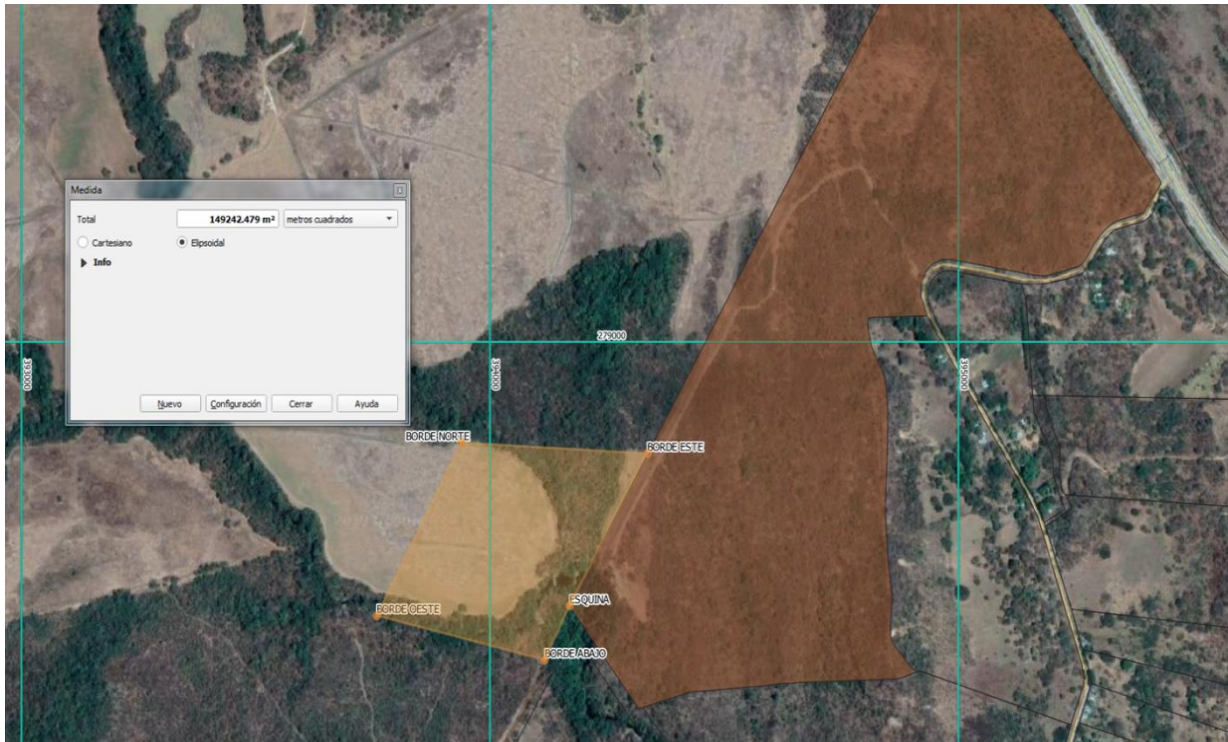 Medida
Total
149242.479 m²
metros cuadrados
Cartesiano
Elipsoidal
Info
Nuevo
Configuración
Cerrar
Ayuda
279000
393000
394000
395000
BORDE NORTE
BORDE ESTE
ESQUINA
BORDE OESTE
BORDE ABAJO